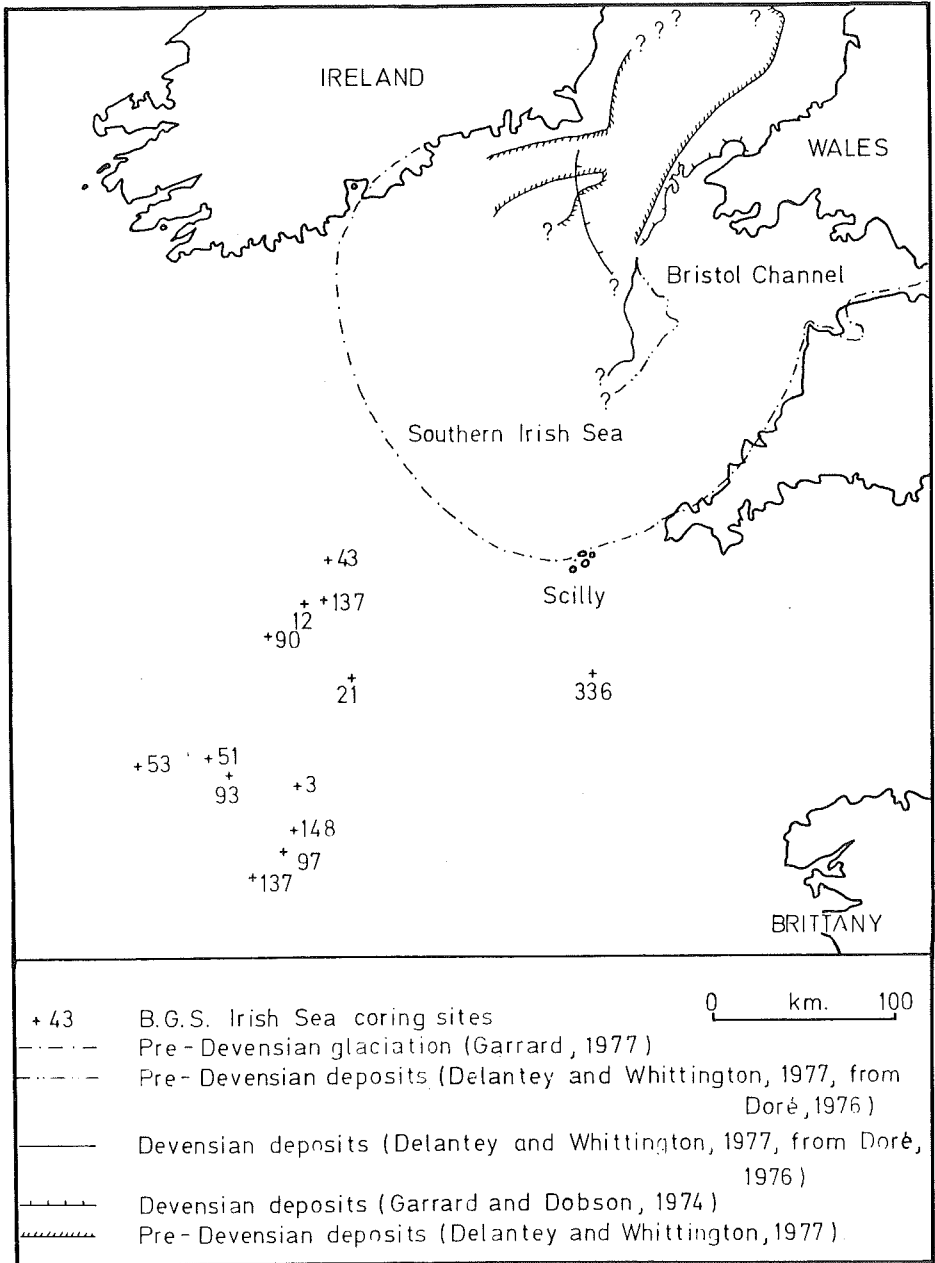 IRELAND
? ? ?
?
WALES
?
?
Bristol Channel
?
?
Southern Irish Sea
+43
+137
+
12
+90
Scilly
+
21
+
336
+53
+51
+
93
+3
+148
+
97
+137
BRITTANY
0 km. 100
+ 43 B.G.S. Irish Sea coring sites
Pre-Devensian glaciation (Garrard, 1977)
Pre-Devensian deposits (Delantey and Whittington, 1977, from
Doré, 1976)
Devensian deposits (Delantey and Whittington, 1977, from Doré,
1976)
Devensian deposits (Garrard and Dobson, 1974)
Pre-Devensian deposits (Delantey and Whittington, 1977)